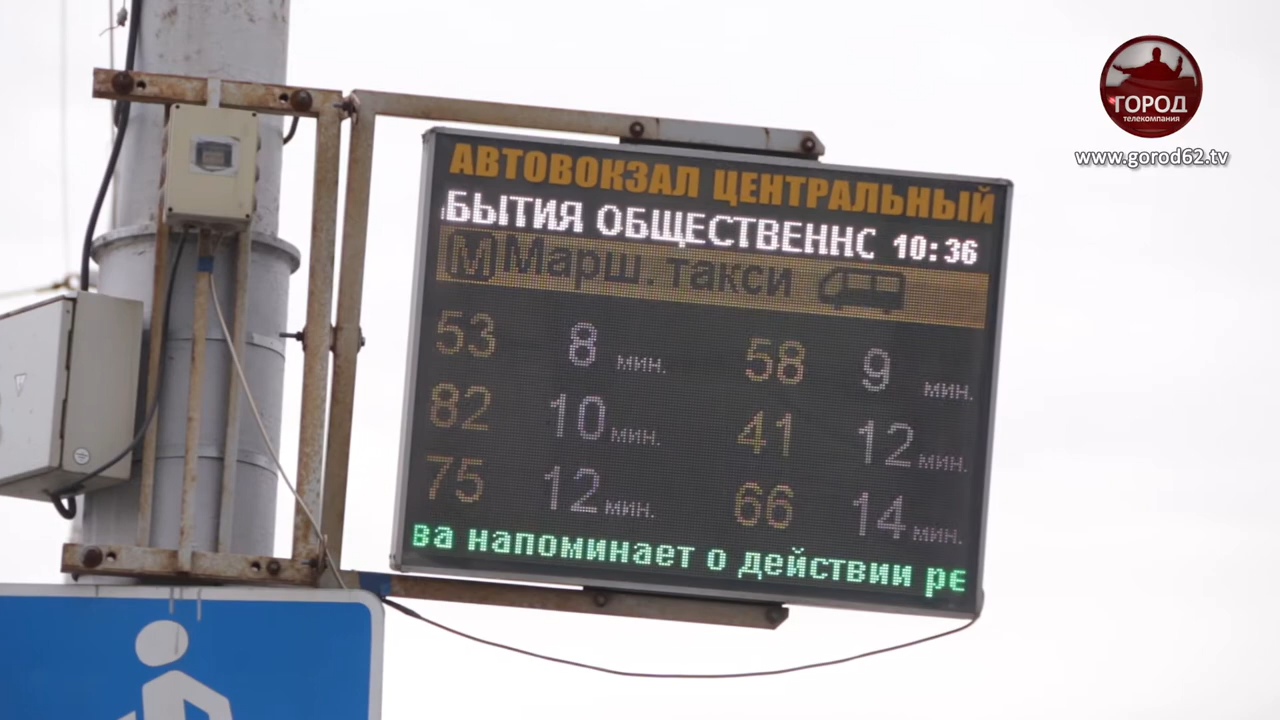 ГОРОД
телекомпания
www.gorod62.tv
АВТОВОКЗАЛ ЦЕНТРАЛЬНЫЙ
БЫТИЯ ОБЩЕСТВЕННО 10:36
М Марш. такси
53 8 мин. 58 9 мин.
82 10 мин. 41 12 мин.
75 12 мин. 66 14 мин.
ва напоминает о действии ре